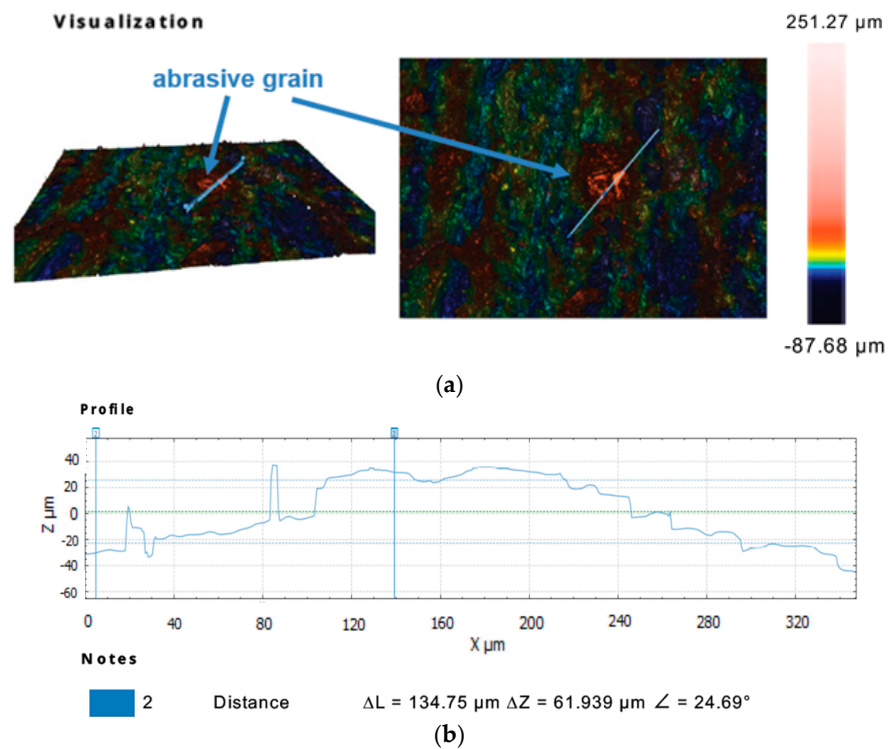 Visualization
251.27 µm
abrasive grain
-87.68 µm
(a)
Profile
2 2
40
20
0
-20
-40
-60
Z µm
0 40 80 120 160 200 240 280 320
X µm
Notes
2 Distance ΔL = 134.75 µm ΔZ = 61.939 µm ∠ = 24.69°
(b)